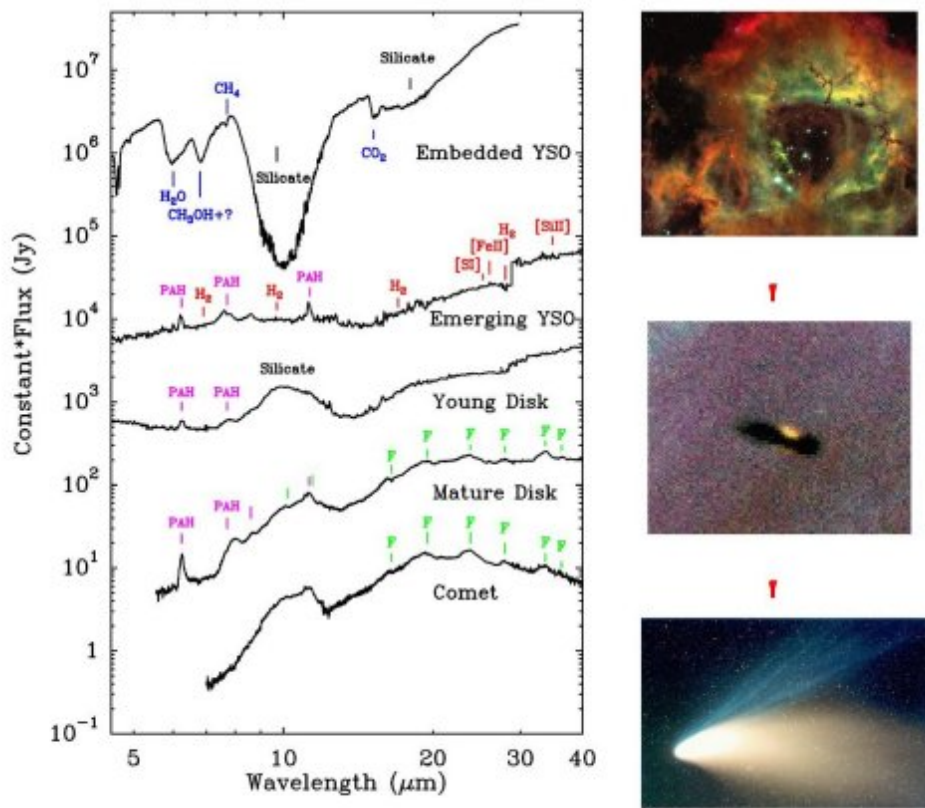 Constant*Flux (Jy)
10⁷
10⁶
10⁵
10⁴
10³
10²
10¹
1
10⁻¹
Silicate
CH₄
CO₂
Embedded YSO
Silicate
H₂O
CH₃OH+?
[SiII]
H₂
[FeII]
[SI]
PAH H₂ PAH H₂ PAH H₂
Emerging YSO
Silicate
PAH PAH
Young Disk
F F F F F F
Mature Disk
PAH PAH
F F F F F F
Comet
5 10 20 30 40
Wavelength (μm)